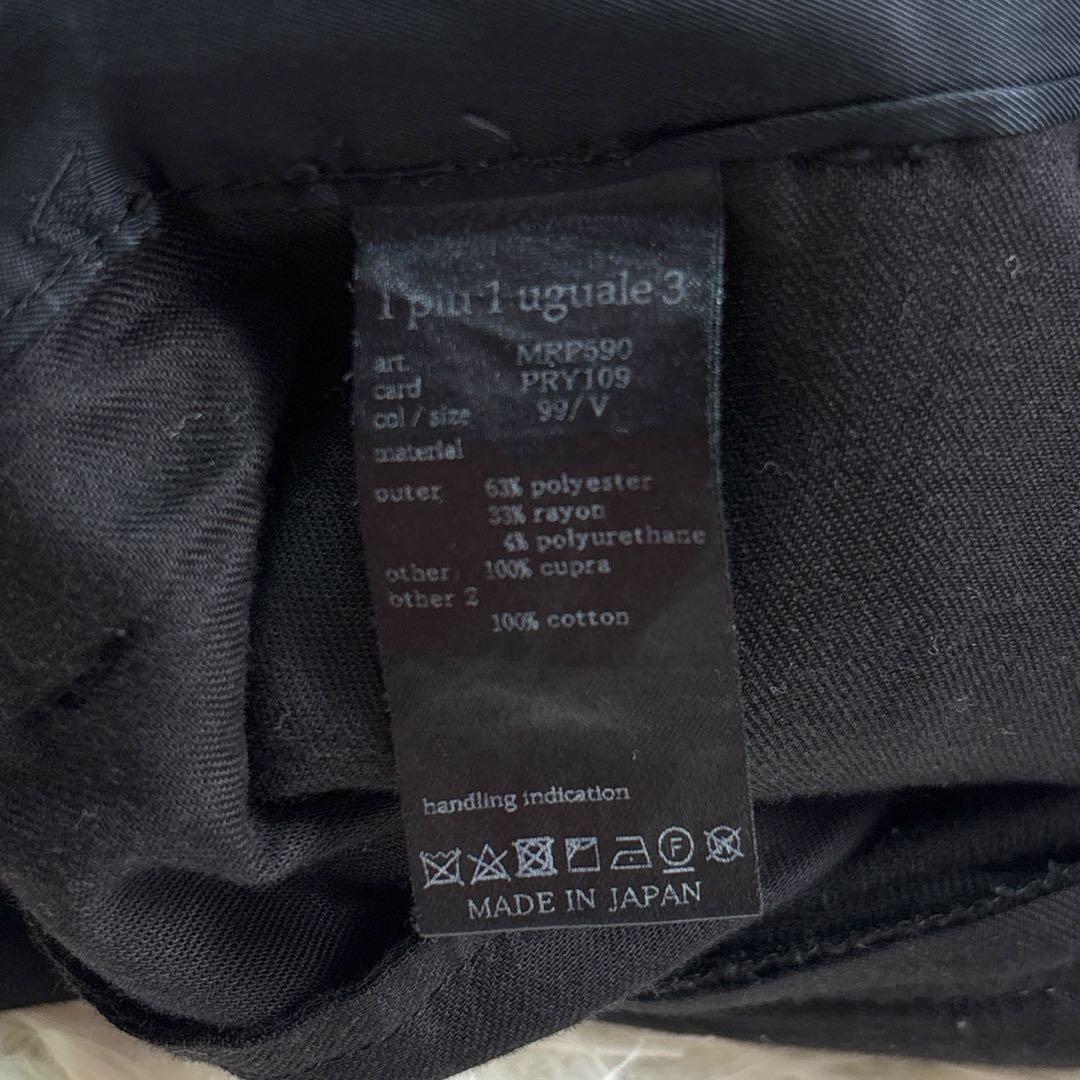 1 piu 1 uguale 3
art. MRP590
card PRY109
col / size 99/V
material
outer 63% polyester
33% rayon
4% polyurethane
other 100% cupra
other 2
100% cotton
handling indication
F W
MADE IN JAPAN